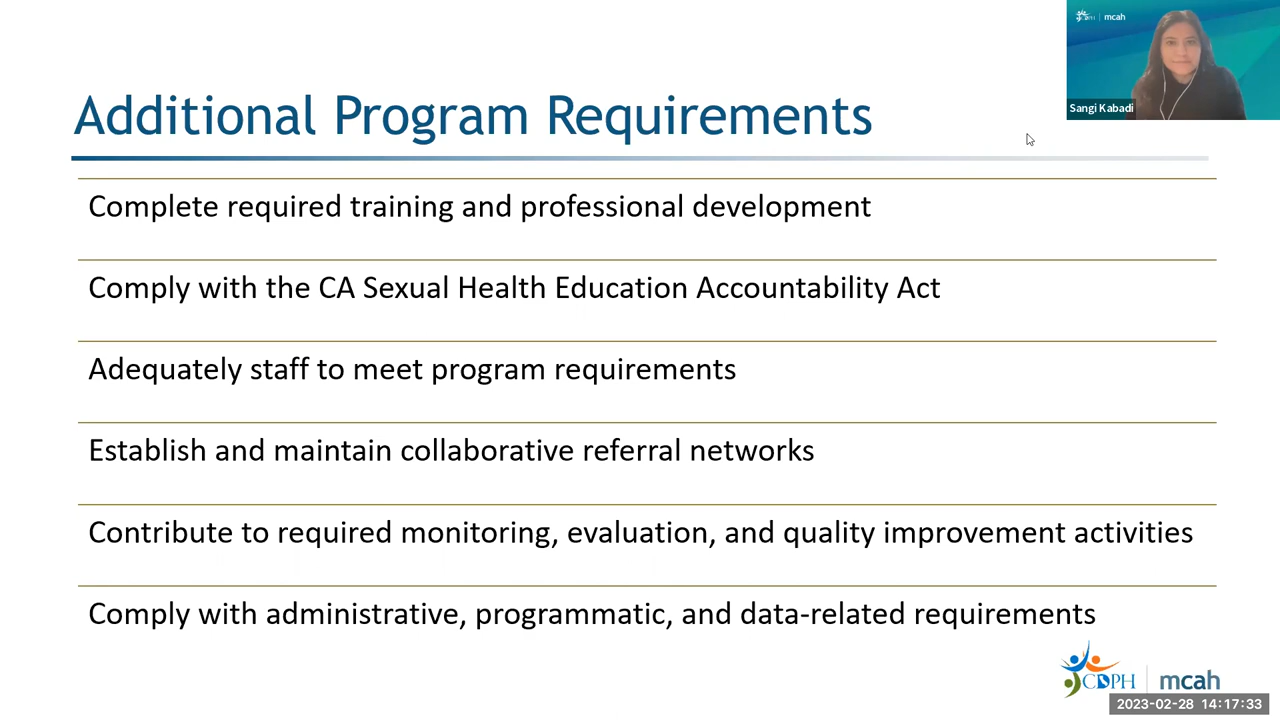 CDPH | mcah
Sangi Kabadi
Additional Program Requirements
Complete required training and professional development
Comply with the CA Sexual Health Education Accountability Act
Adequately staff to meet program requirements
Establish and maintain collaborative referral networks
Contribute to required monitoring, evaluation, and quality improvement activities
Comply with administrative, programmatic, and data-related requirements
CDPH | mcah
2023-02-28 14:17:33